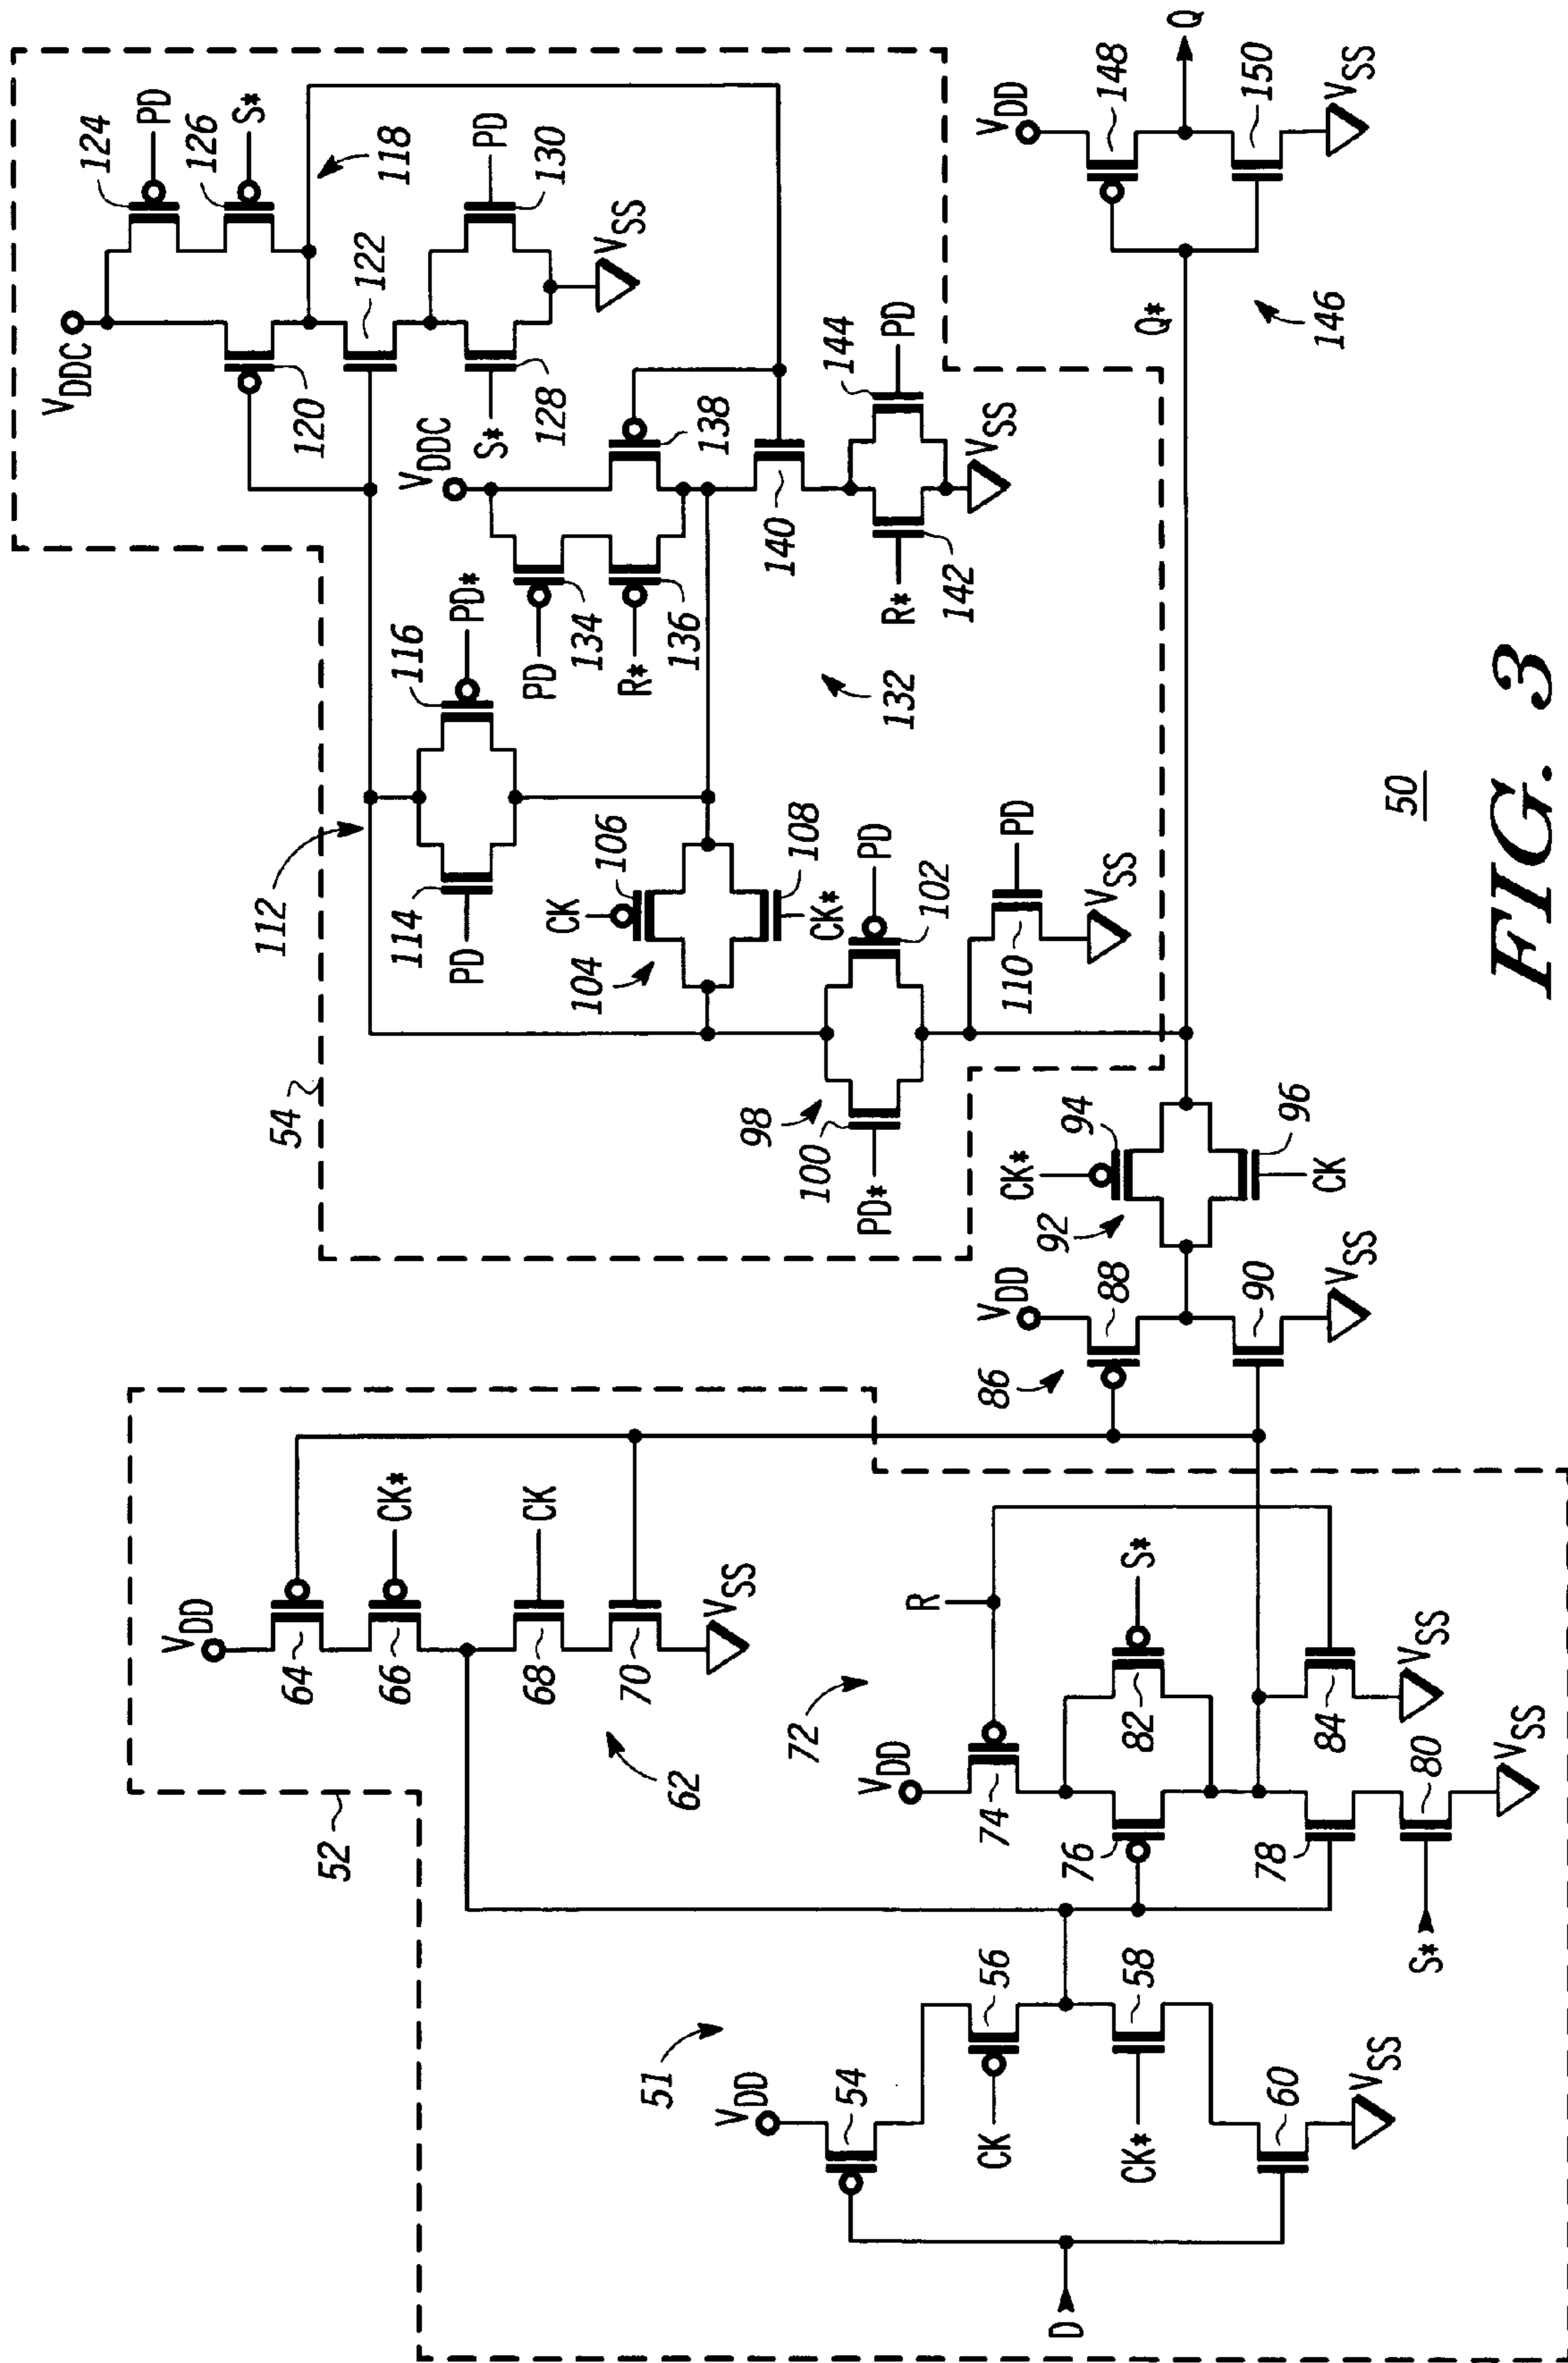 52
V_DD
64
66
CK*
68
CK
70
V_SS
62
51
V_DD
54
56
CK
58
CK*
60
V_SS
D
72
V_DD
R
74
76
82
S*
78
84
V_SS
80
S*
V_SS
86
V_DD
88
90
V_SS
92
CK*
94
96
CK
54
112
114
PD
116
PD*
104
CK
106
108
CK*
98
100
PD*
102
PD
110
PD
V_SS
V_DDC
124
PD
126
S*
118
120
122
128
S*
130
PD
V_SS
V_DDC
134
PD
136
R*
138
140
132
142
R*
144
PD
V_SS
Q*
146
V_DD
148
Q
150
V_SS
50
FIG. 3